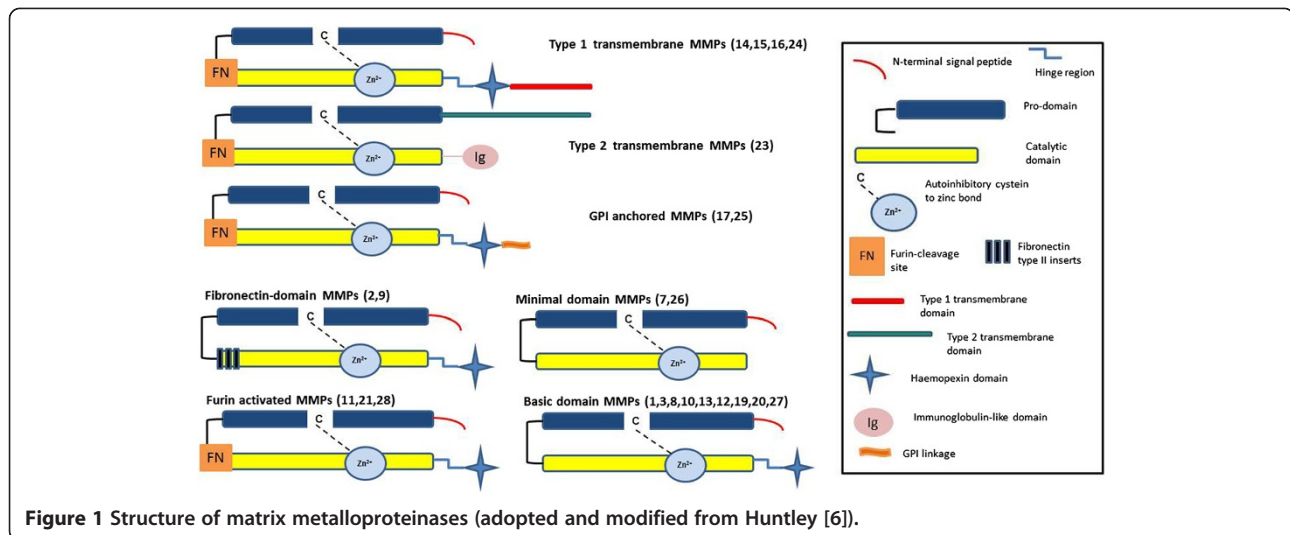 C
Type 1 transmembrane MMPs (14,15,16,24)
FN
Zn²⁺
C
Type 2 transmembrane MMPs (23)
FN
Zn²⁺
Ig
C
GPI anchored MMPs (17,25)
FN
Zn²⁺
Fibronectin-domain MMPs (2,9)
C
Zn²⁺
Minimal domain MMPs (7,26)
C
Zn²⁺
Furin activated MMPs (11,21,28)
C
FN
Zn²⁺
Basic domain MMPs (1,3,8,10,13,12,19,20,27)
C
Zn²⁺
N-terminal signal peptide
Hinge region
Pro-domain
Catalytic
domain
C
Zn²⁺
Autoinhibitory cystein
to zinc bond
FN
Furin-cleavage
site
Fibronectin
type II inserts
Type 1 transmembrane
domain
Type 2 transmembrane
domain
Haemopexin domain
Ig
Immunoglobulin-like domain
GPI linkage
Figure 1 Structure of matrix metalloproteinases (adopted and modified from Huntley [6]).